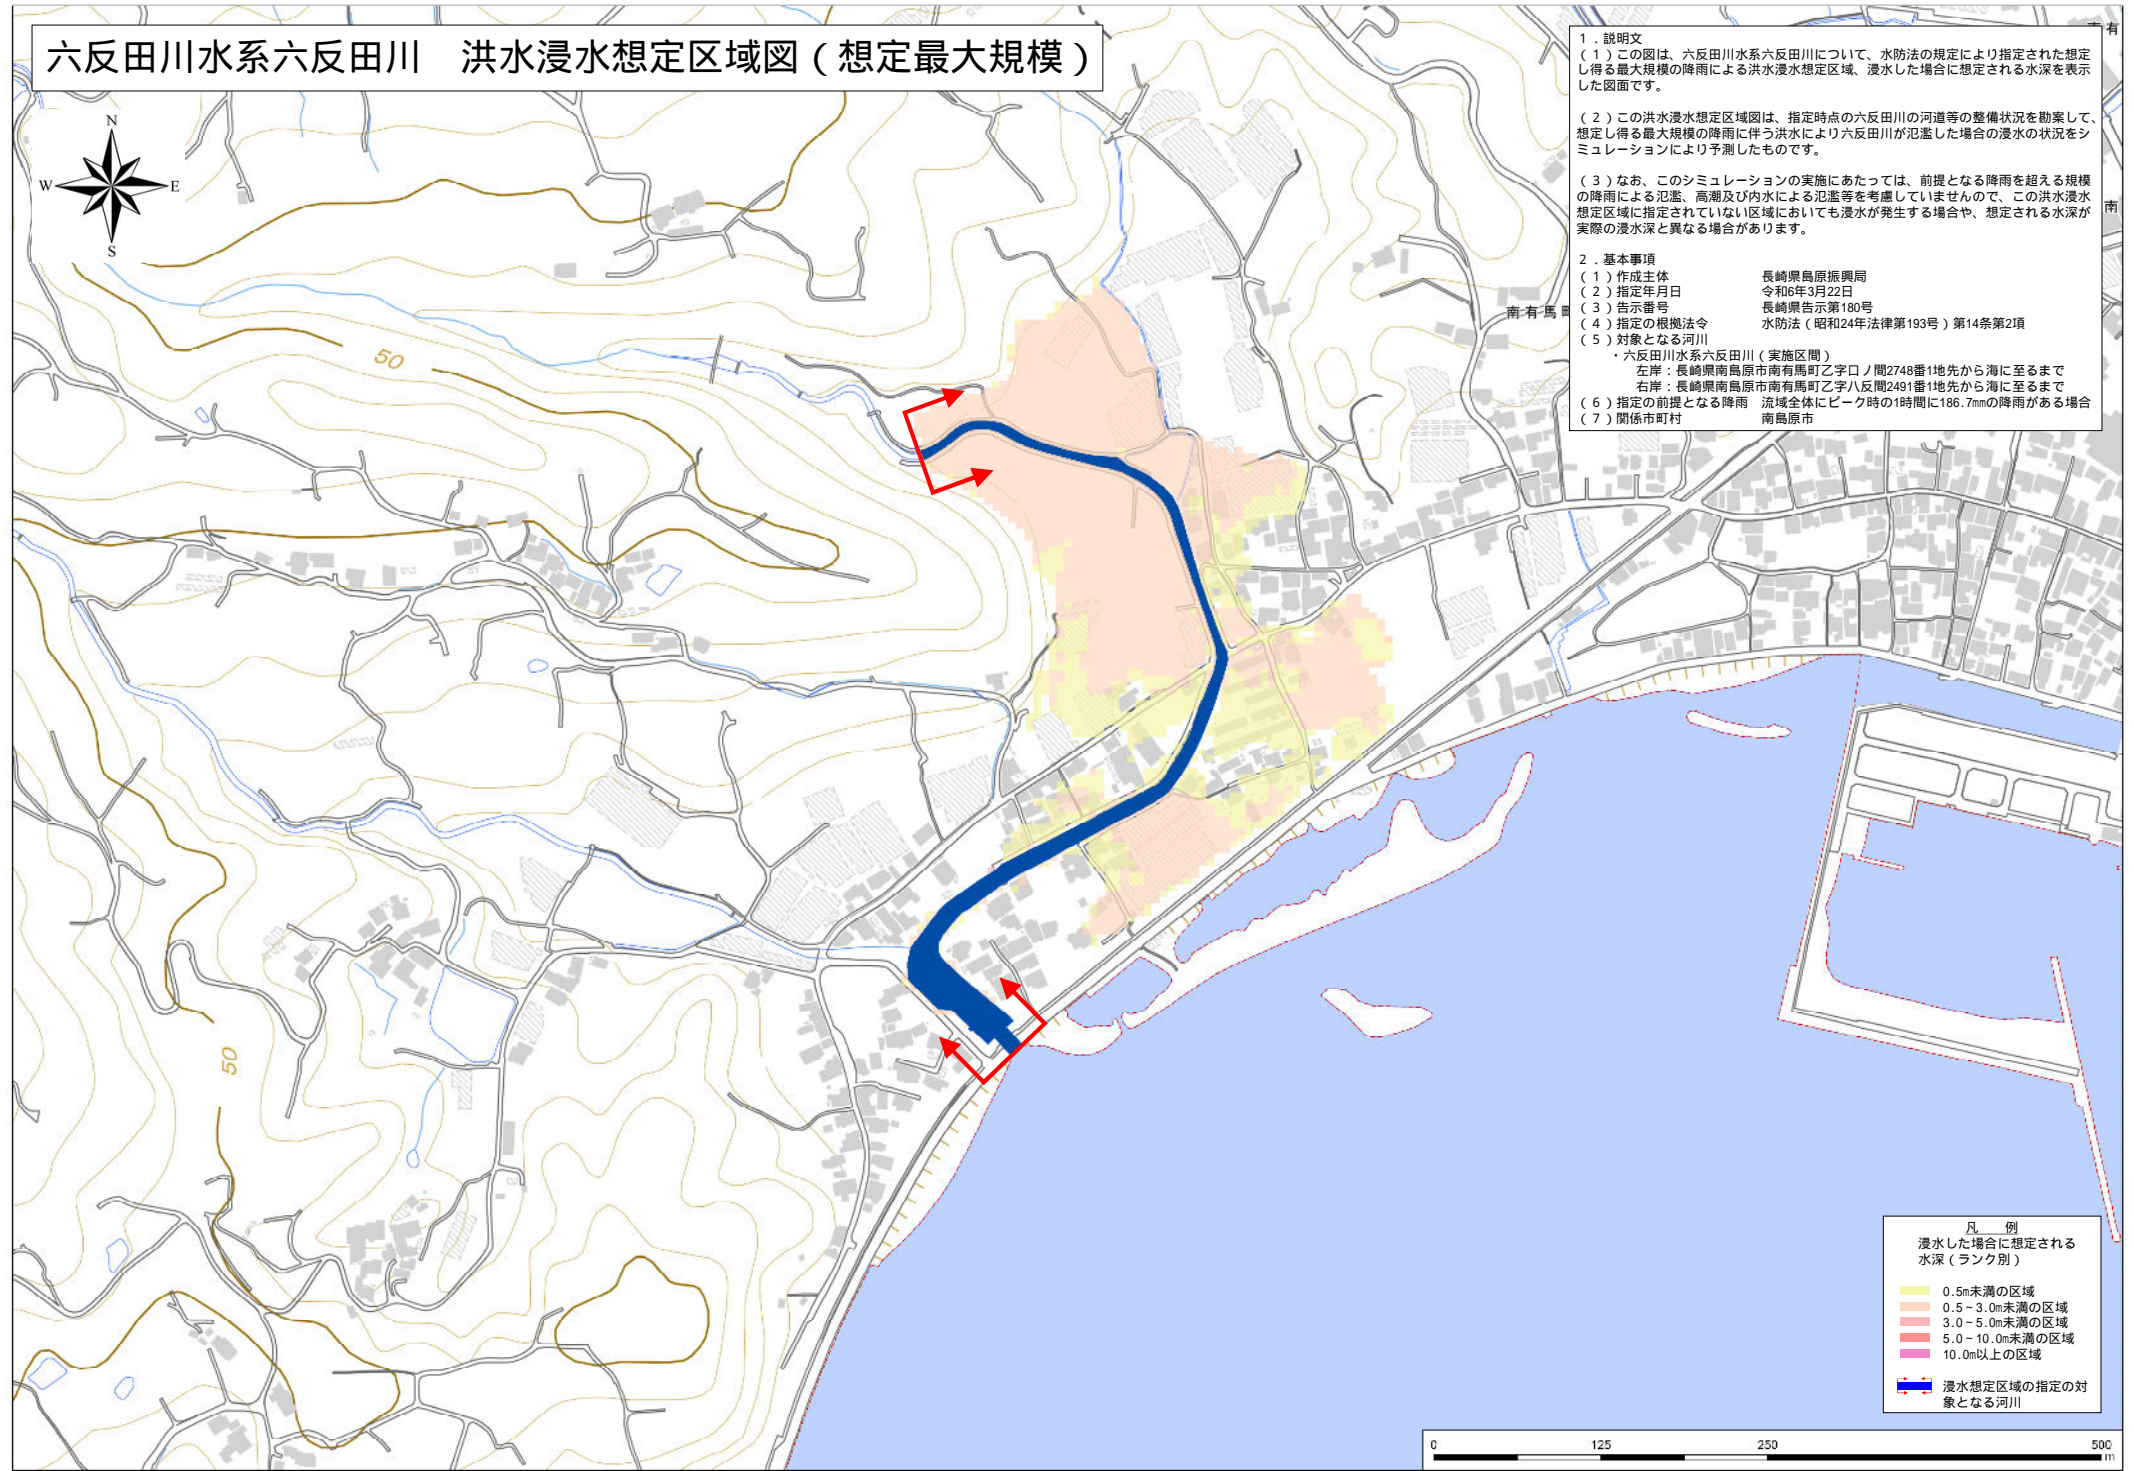 六反田川水系六反田川　洪水浸水想定区域図（想定最大規模）
N
W
E
S
1．説明文
（1）この図は、六反田川水系六反田川について、水防法の規定により指定された想定
し得る最大規模の降雨による洪水浸水想定区域、浸水した場合に想定される水深を表示
した図面です。
（2）この洪水浸水想定区域図は、指定時点の六反田川の河道等の整備状況を勘案して、
想定し得る最大規模の降雨に伴う洪水により六反田川が氾濫した場合の浸水の状況をシ
ミュレーションにより予測したものです。
（3）なお、このシミュレーションの実施にあたっては、前提となる降雨を超える規模
の降雨による氾濫、高潮及び内水による氾濫等を考慮していませんので、この洪水浸水
想定区域に指定されていない区域においても浸水が発生する場合や、想定される水深が
実際の浸水深と異なる場合があります。
2．基本事項
（1）作成主体　長崎県島原振興局
（2）指定年月日　令和6年3月22日
（3）告示番号　長崎県告示第180号
（4）指定の根拠法令　水防法（昭和24年法律第193号）第14条第2項
（5）対象となる河川
・六反田川水系六反田川（実施区間）
左岸：長崎県南島原市南有馬町乙字口ノ間2748番1地先から海に至るまで
右岸：長崎県南島原市南有馬町乙字八反間2491番1地先から海に至るまで
（6）指定の前提となる降雨　流域全体にピーク時の1時間に186.7mmの降雨がある場合
（7）関係市町村　南島原市
有
南
南有馬町
50
50
凡　例
浸水した場合に想定される
水深（ランク別）
0.5m未満の区域
0.5~3.0m未満の区域
3.0~5.0m未満の区域
5.0~10.0m未満の区域
10.0m以上の区域
浸水想定区域の指定の対
象となる河川
0 125 250 500
m